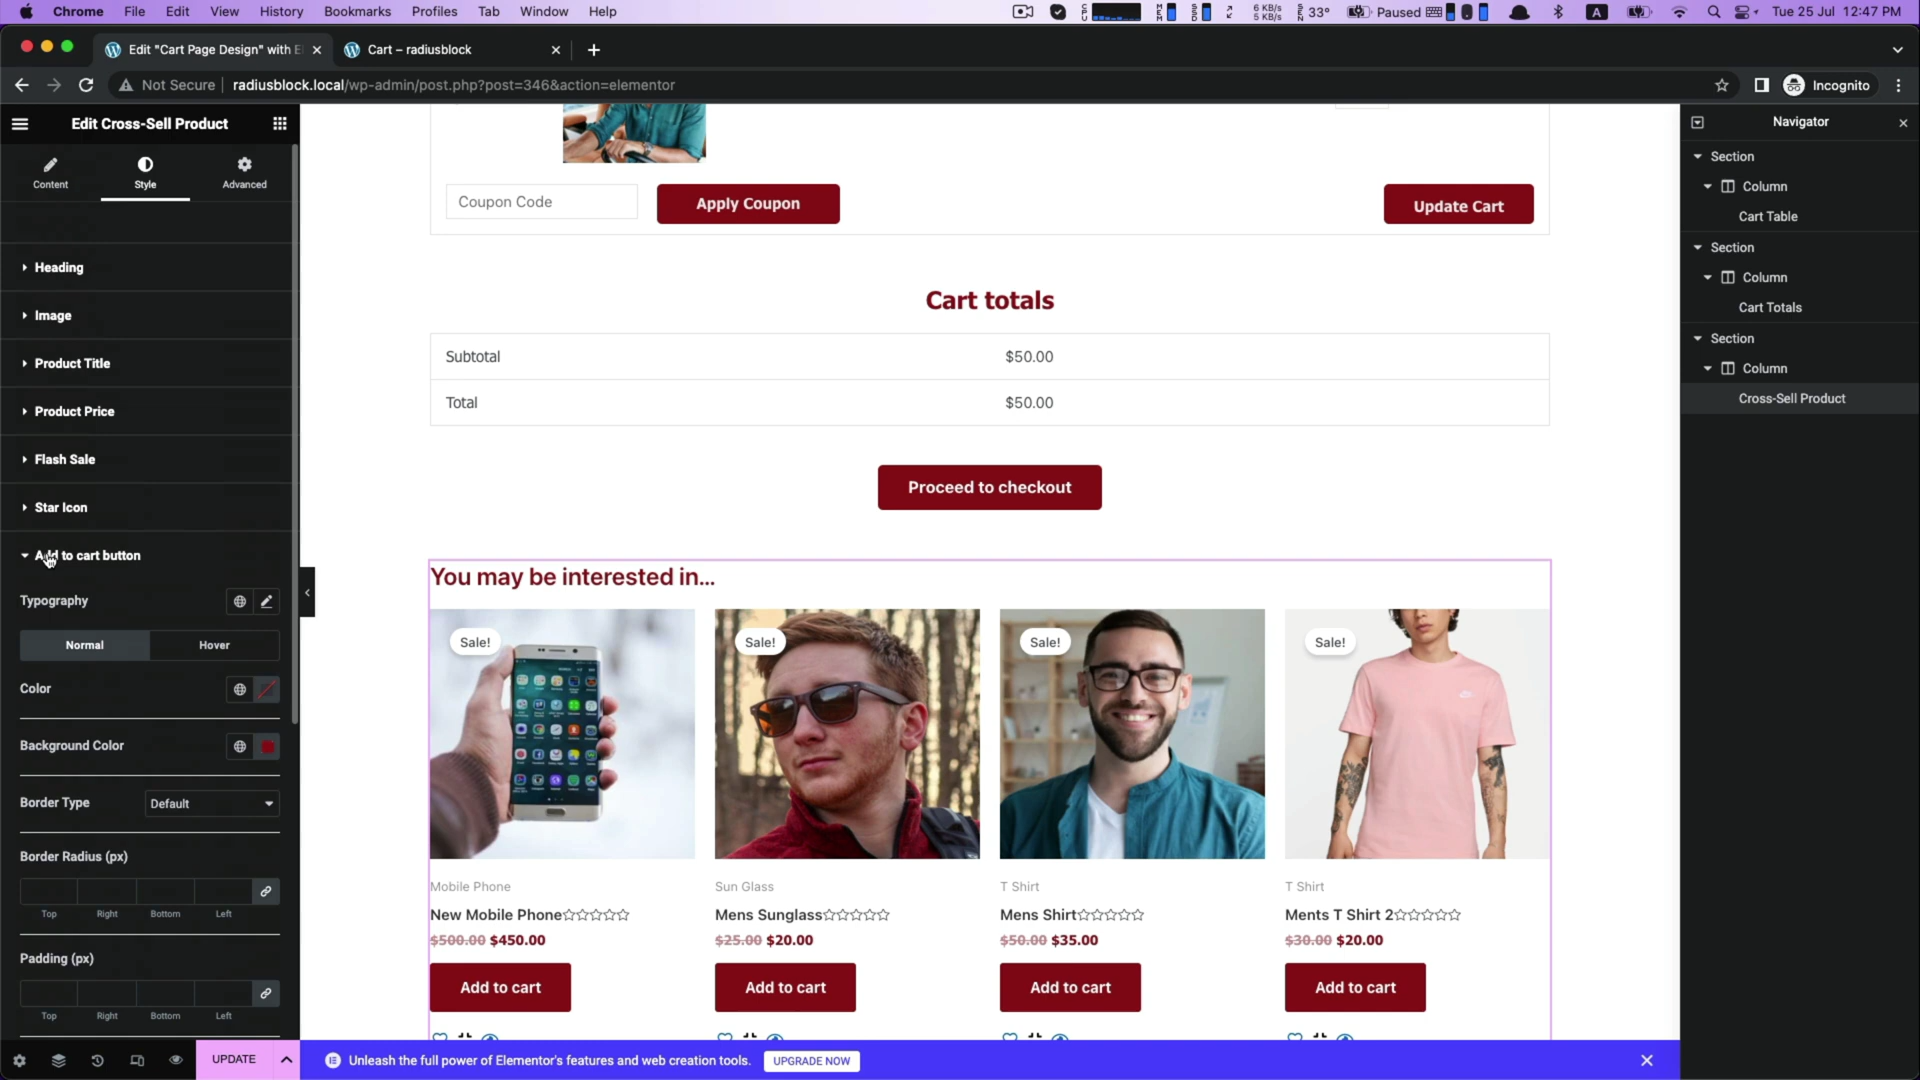 Chrome File Edit View History Bookmarks Profiles Tab Window Help
6 KB/s
5 KB/s
33°
Paused
A
Tue 25 Jul 12:47 PM
Edit "Cart Page Design" with E
Cart – radiusblock
Not Secure radiusblock.local/wp-admin/post.php?post=346&action=elementor
Incognito
Edit Cross-Sell Product
Content Style Advanced
Heading
Image
Product Title
Product Price
Flash Sale
Star Icon
Add to cart button
Typography
Normal Hover
Color
Background Color
Border Type Default
Border Radius (px)
Top Right Bottom Left
Padding (px)
Top Right Bottom Left
UPDATE
Coupon Code Apply Coupon Update Cart
Cart totals
Subtotal $50.00
Total $50.00
Proceed to checkout
You may be interested in…
Sale! Sale! Sale! Sale!
Mobile Phone Sun Glass T Shirt T Shirt
New Mobile Phone☆☆☆☆☆ Mens Sunglass☆☆☆☆☆ Mens Shirt☆☆☆☆☆ Ments T Shirt 2☆☆☆☆☆
$500.00 $450.00 $25.00 $20.00 $50.00 $35.00 $30.00 $20.00
Add to cart Add to cart Add to cart Add to cart
Unleash the full power of Elementor's features and web creation tools. UPGRADE NOW
Navigator
Section
Column
Cart Table
Section
Column
Cart Totals
Section
Column
Cross-Sell Product